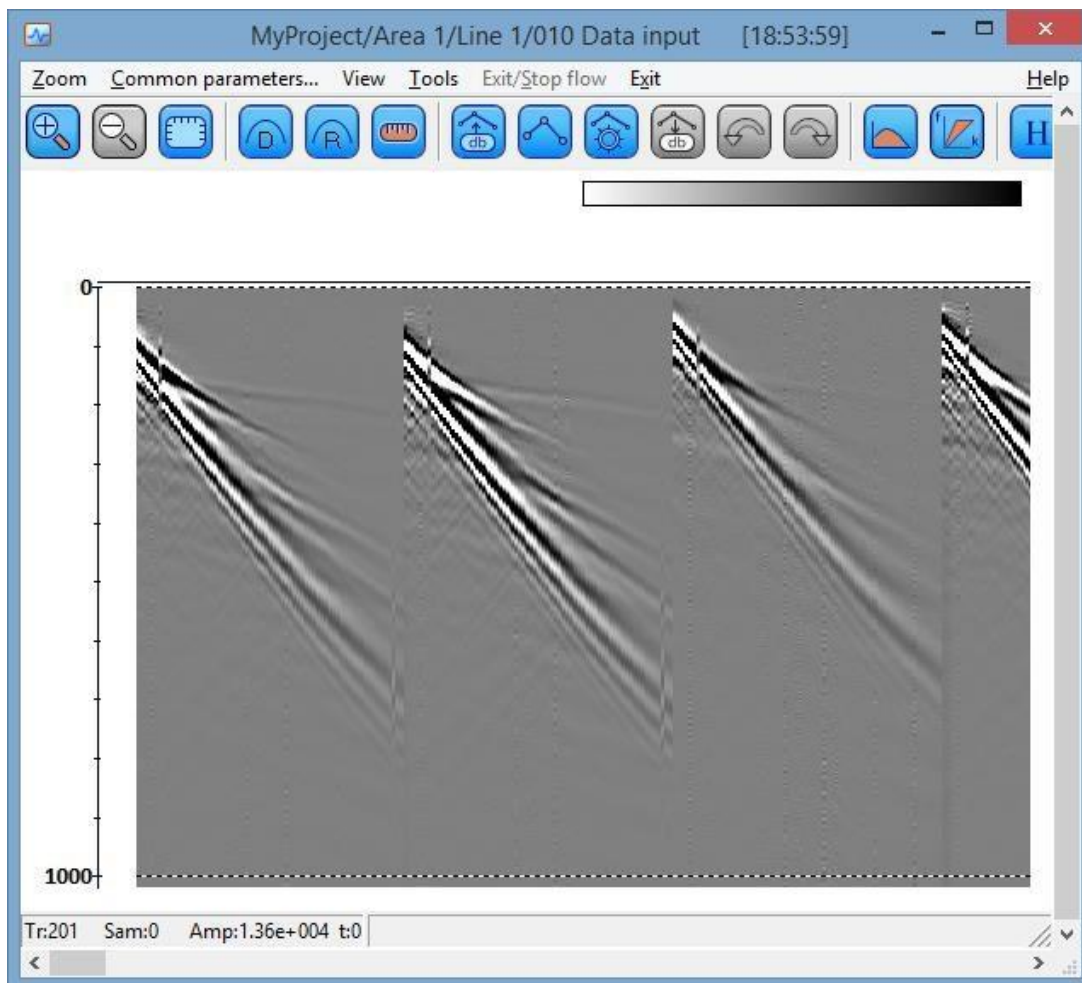 MyProject/Area 1/Line 1/010 Data input [18:53:59]
Zoom Common parameters... View Tools Exit/Stop flow Exit Help
D R db db f k H
0
1000
Tr:201 Sam:0 Amp:1.36e+004 t:0